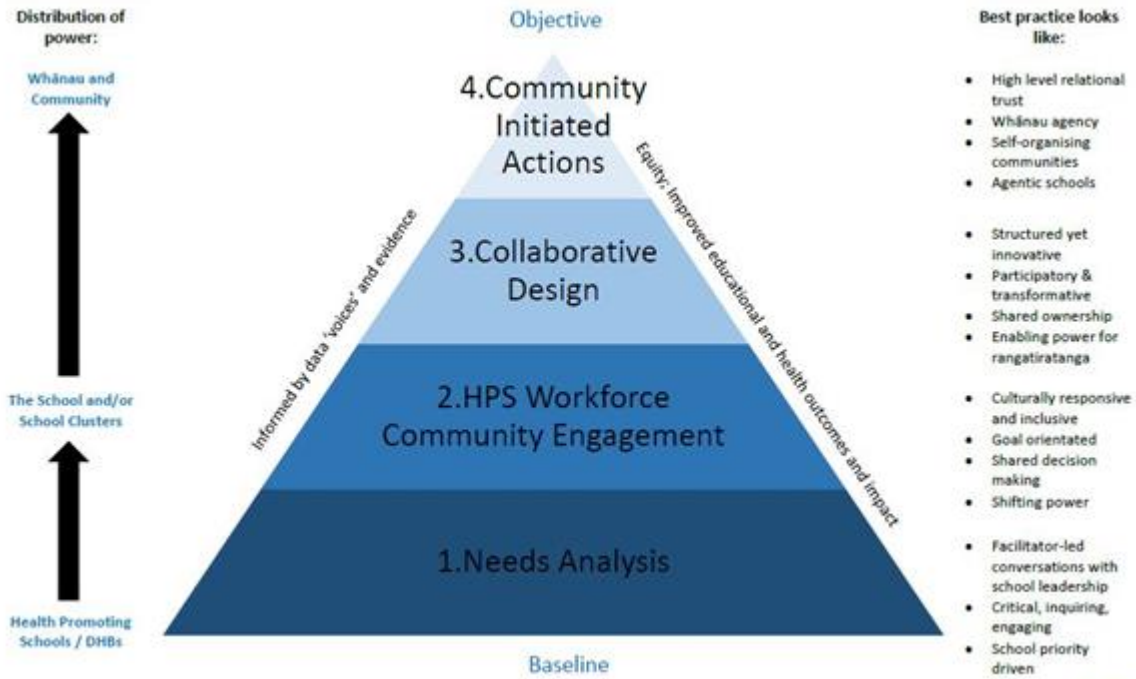 Distribution of
power:
Whānau and
Community
The School and/or
School Clusters
Health Promoting
Schools / DHBs
Objective
4.Community
Initiated
Actions
3.Collaborative
Design
2.HPS Workforce
Community Engagement
1.Needs Analysis
Baseline
Informed by data 'voices' and evidence
Equity; Improved educational and health outcomes and impact
Best practice looks
like:
• High level relational
trust
• Whānau agency
• Self-organising
communities
• Agentic schools
• Structured yet
innovative
• Participatory &
transformative
• Shared ownership
• Enabling power for
rangatiratanga
• Culturally responsive
and inclusive
• Goal orientated
• Shared decision
making
• Shifting power
• Facilitator-led
conversations with
school leadership
• Critical, inquiring,
engaging
• School priority
driven